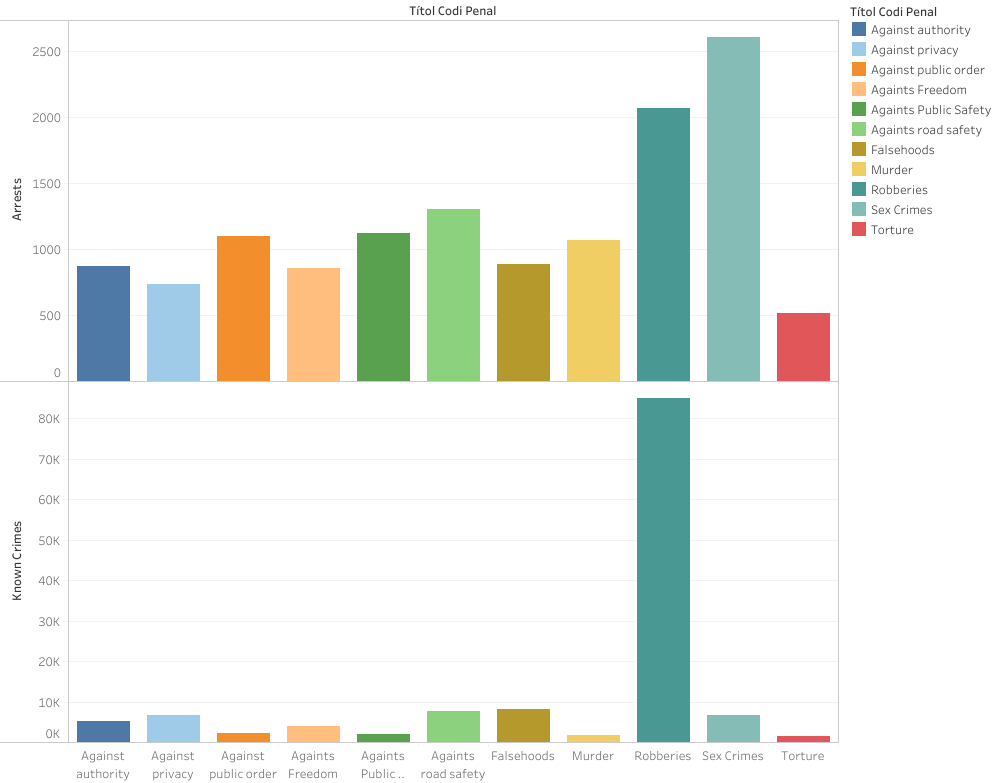 Títol Codi Penal
Títol Codi Penal
Against authority
Against privacy
Against public order
Againts Freedom
Againts Public Safety
Againts road safety
Falsehoods
Murder
Robberies
Sex Crimes
Torture
Arrests
2500
2000
1500
1000
500
0
Known Crimes
80K
70K
60K
50K
40K
30K
20K
10K
0K
Against
authority
Against
privacy
Against
public order
Againts
Freedom
Againts
Public ..
Againts
road safety
Falsehoods
Murder
Robberies
Sex Crimes
Torture